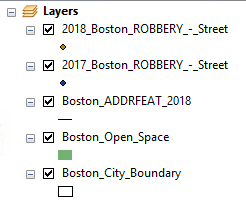 Layers
2018_Boston_ROBBERY_-_Street
2017_Boston_ROBBERY_-_Street
Boston_ADDRFEAT_2018
Boston_Open_Space
Boston_City_Boundary